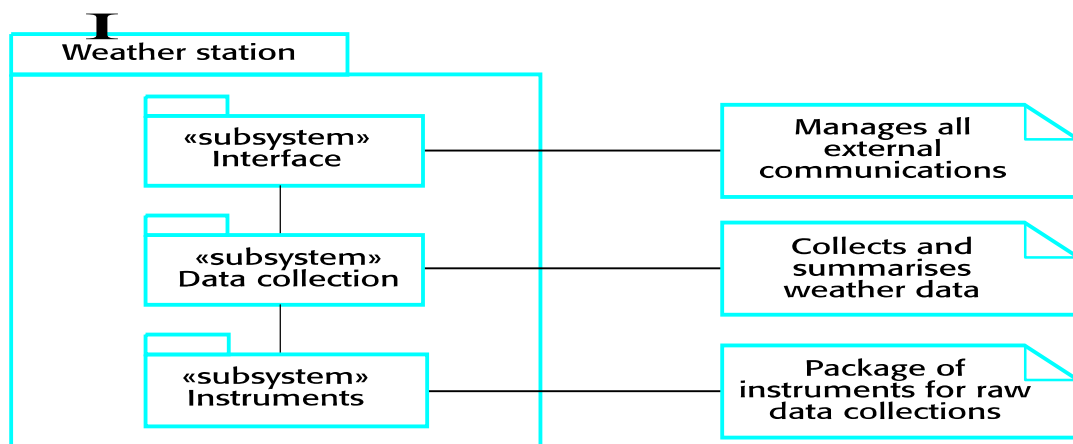 I
Weather station
«subsystem»
Interface
Manages all
external
communications
«subsystem»
Data collection
Collects and
summarises
weather data
«subsystem»
Instruments
Package of
instruments for raw
data collections